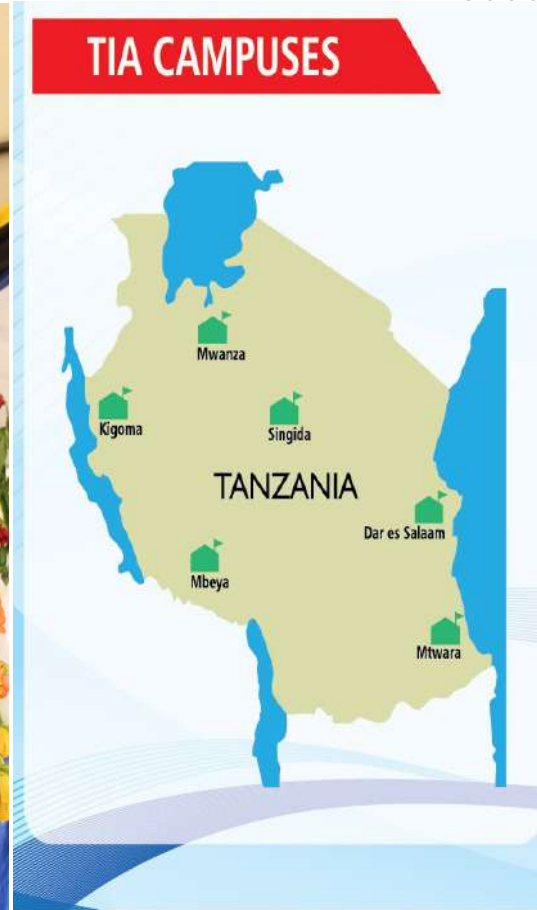 TIA CAMPUSES
Mwanza
Kigoma
Singida
TANZANIA
Dar es Salaam
Mbeya
Mtwara